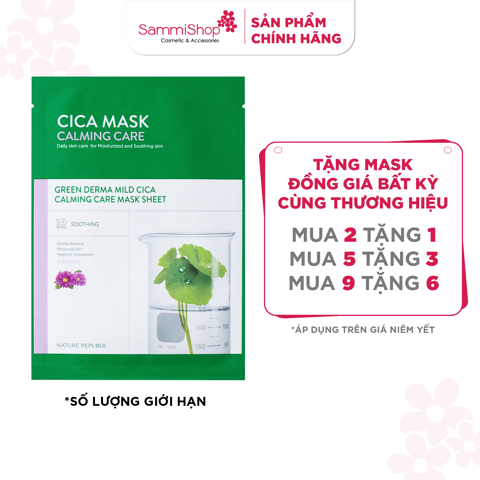 SammiShop
Cosmetic & Accessories
SẢN PHẨM
CHÍNH HÃNG
CICA MASK
CALMING CARE
Daily skin care for Moisturized and Soothing skin
GREEN DERMA MILD CICA
CALMING CARE MASK SHEET
SOOTHING
NATURE REPUBLIC
100
150
*SỐ LƯỢNG GIỚI HẠN
TẶNG MASK
ĐỒNG GIÁ BẤT KỲ
CÙNG THƯƠNG HIỆU
MUA 2 TẶNG 1
MUA 5 TẶNG 3
MUA 9 TẶNG 6
*ÁP DỤNG TRÊN GIÁ NIÊM YẾT